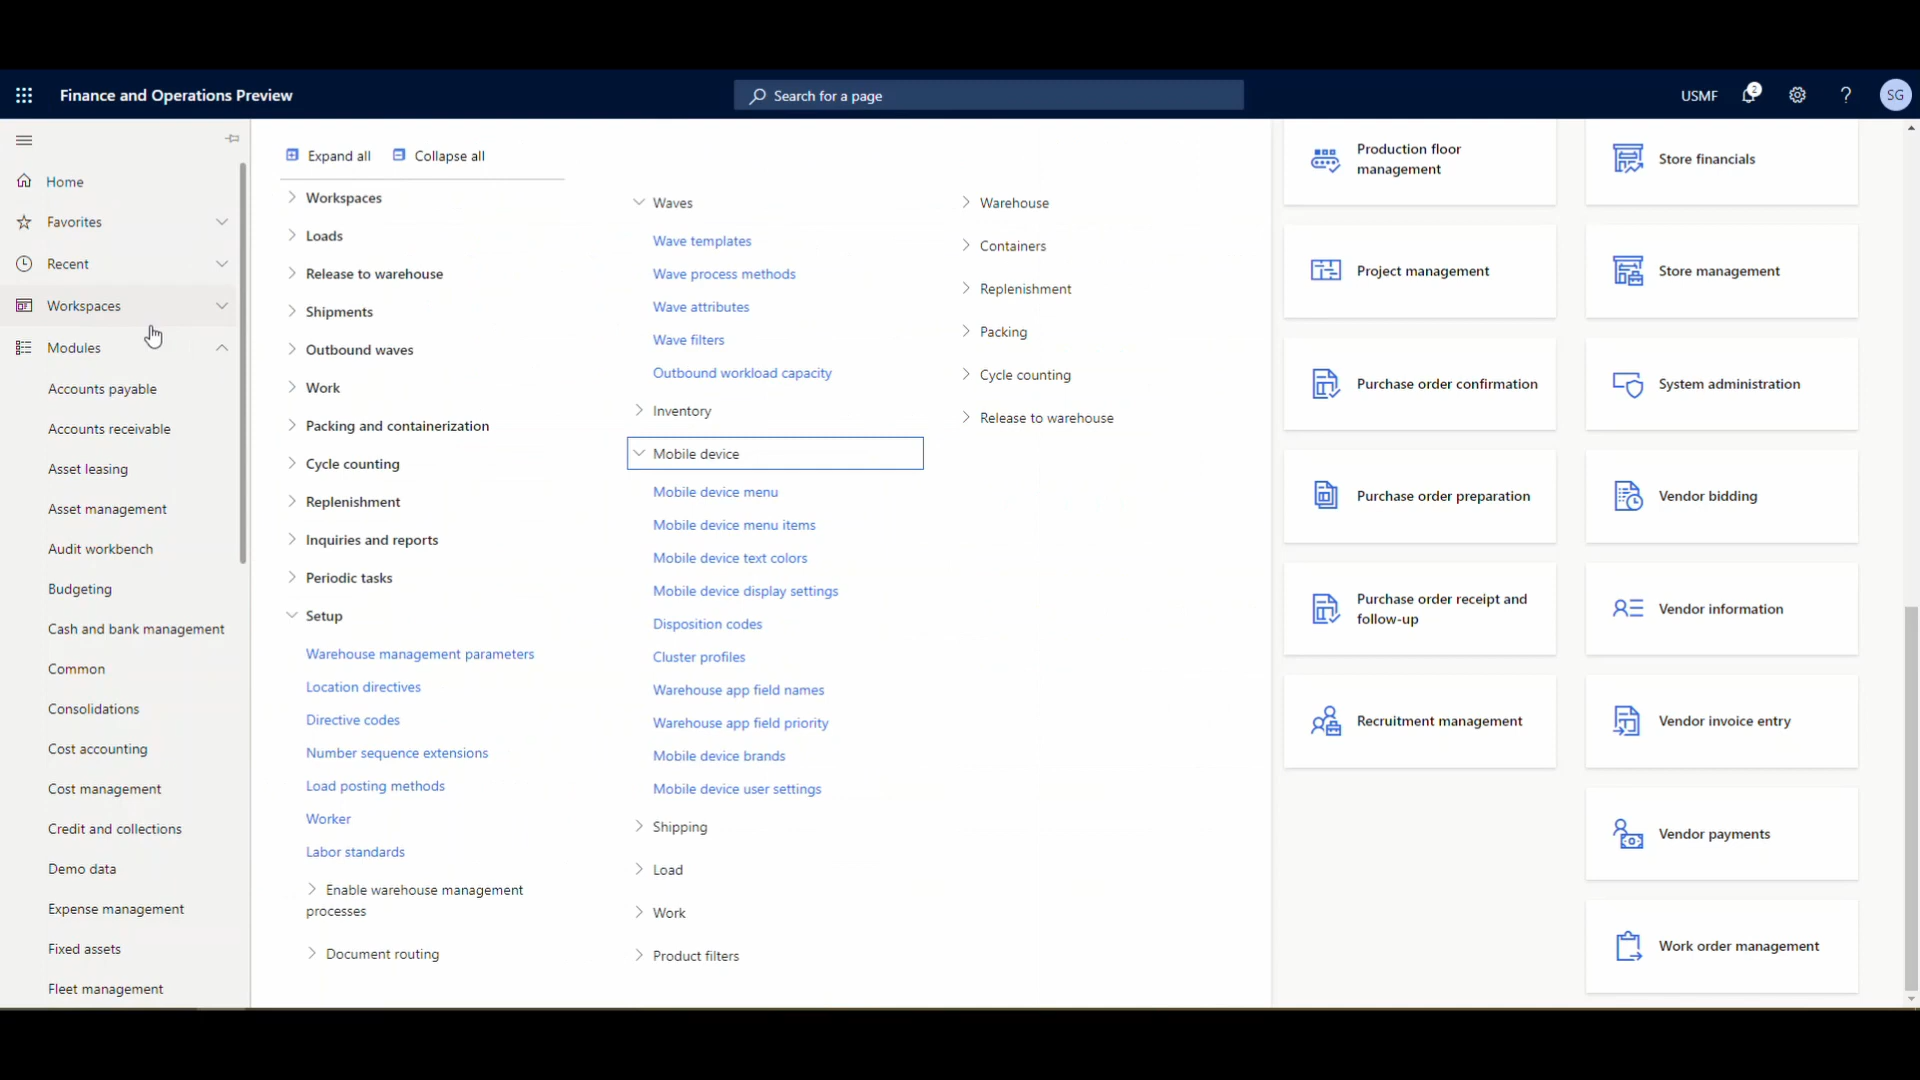 Finance and Operations Preview
Search for a page
USMF
2
?
SG
Home
Favorites
Recent
Workspaces
Modules
Accounts payable
Accounts receivable
Asset leasing
Asset management
Audit workbench
Budgeting
Cash and bank management
Common
Consolidations
Cost accounting
Cost management
Credit and collections
Demo data
Expense management
Fixed assets
Fleet management
Expand all
Collapse all
Workspaces
Loads
Release to warehouse
Shipments
Outbound waves
Work
Packing and containerization
Cycle counting
Replenishment
Inquiries and reports
Periodic tasks
Setup
Warehouse management parameters
Location directives
Directive codes
Number sequence extensions
Load posting methods
Worker
Labor standards
Enable warehouse management
processes
Document routing
Waves
Wave templates
Wave process methods
Wave attributes
Wave filters
Outbound workload capacity
Inventory
Mobile device
Mobile device menu
Mobile device menu items
Mobile device text colors
Mobile device display settings
Disposition codes
Cluster profiles
Warehouse app field names
Warehouse app field priority
Mobile device brands
Mobile device user settings
Shipping
Load
Work
Product filters
Warehouse
Containers
Replenishment
Packing
Cycle counting
Release to warehouse
Production floor
management
Project management
Purchase order confirmation
Purchase order preparation
Purchase order receipt and
follow-up
Recruitment management
Store financials
Store management
System administration
Vendor bidding
Vendor information
Vendor invoice entry
Vendor payments
Work order management